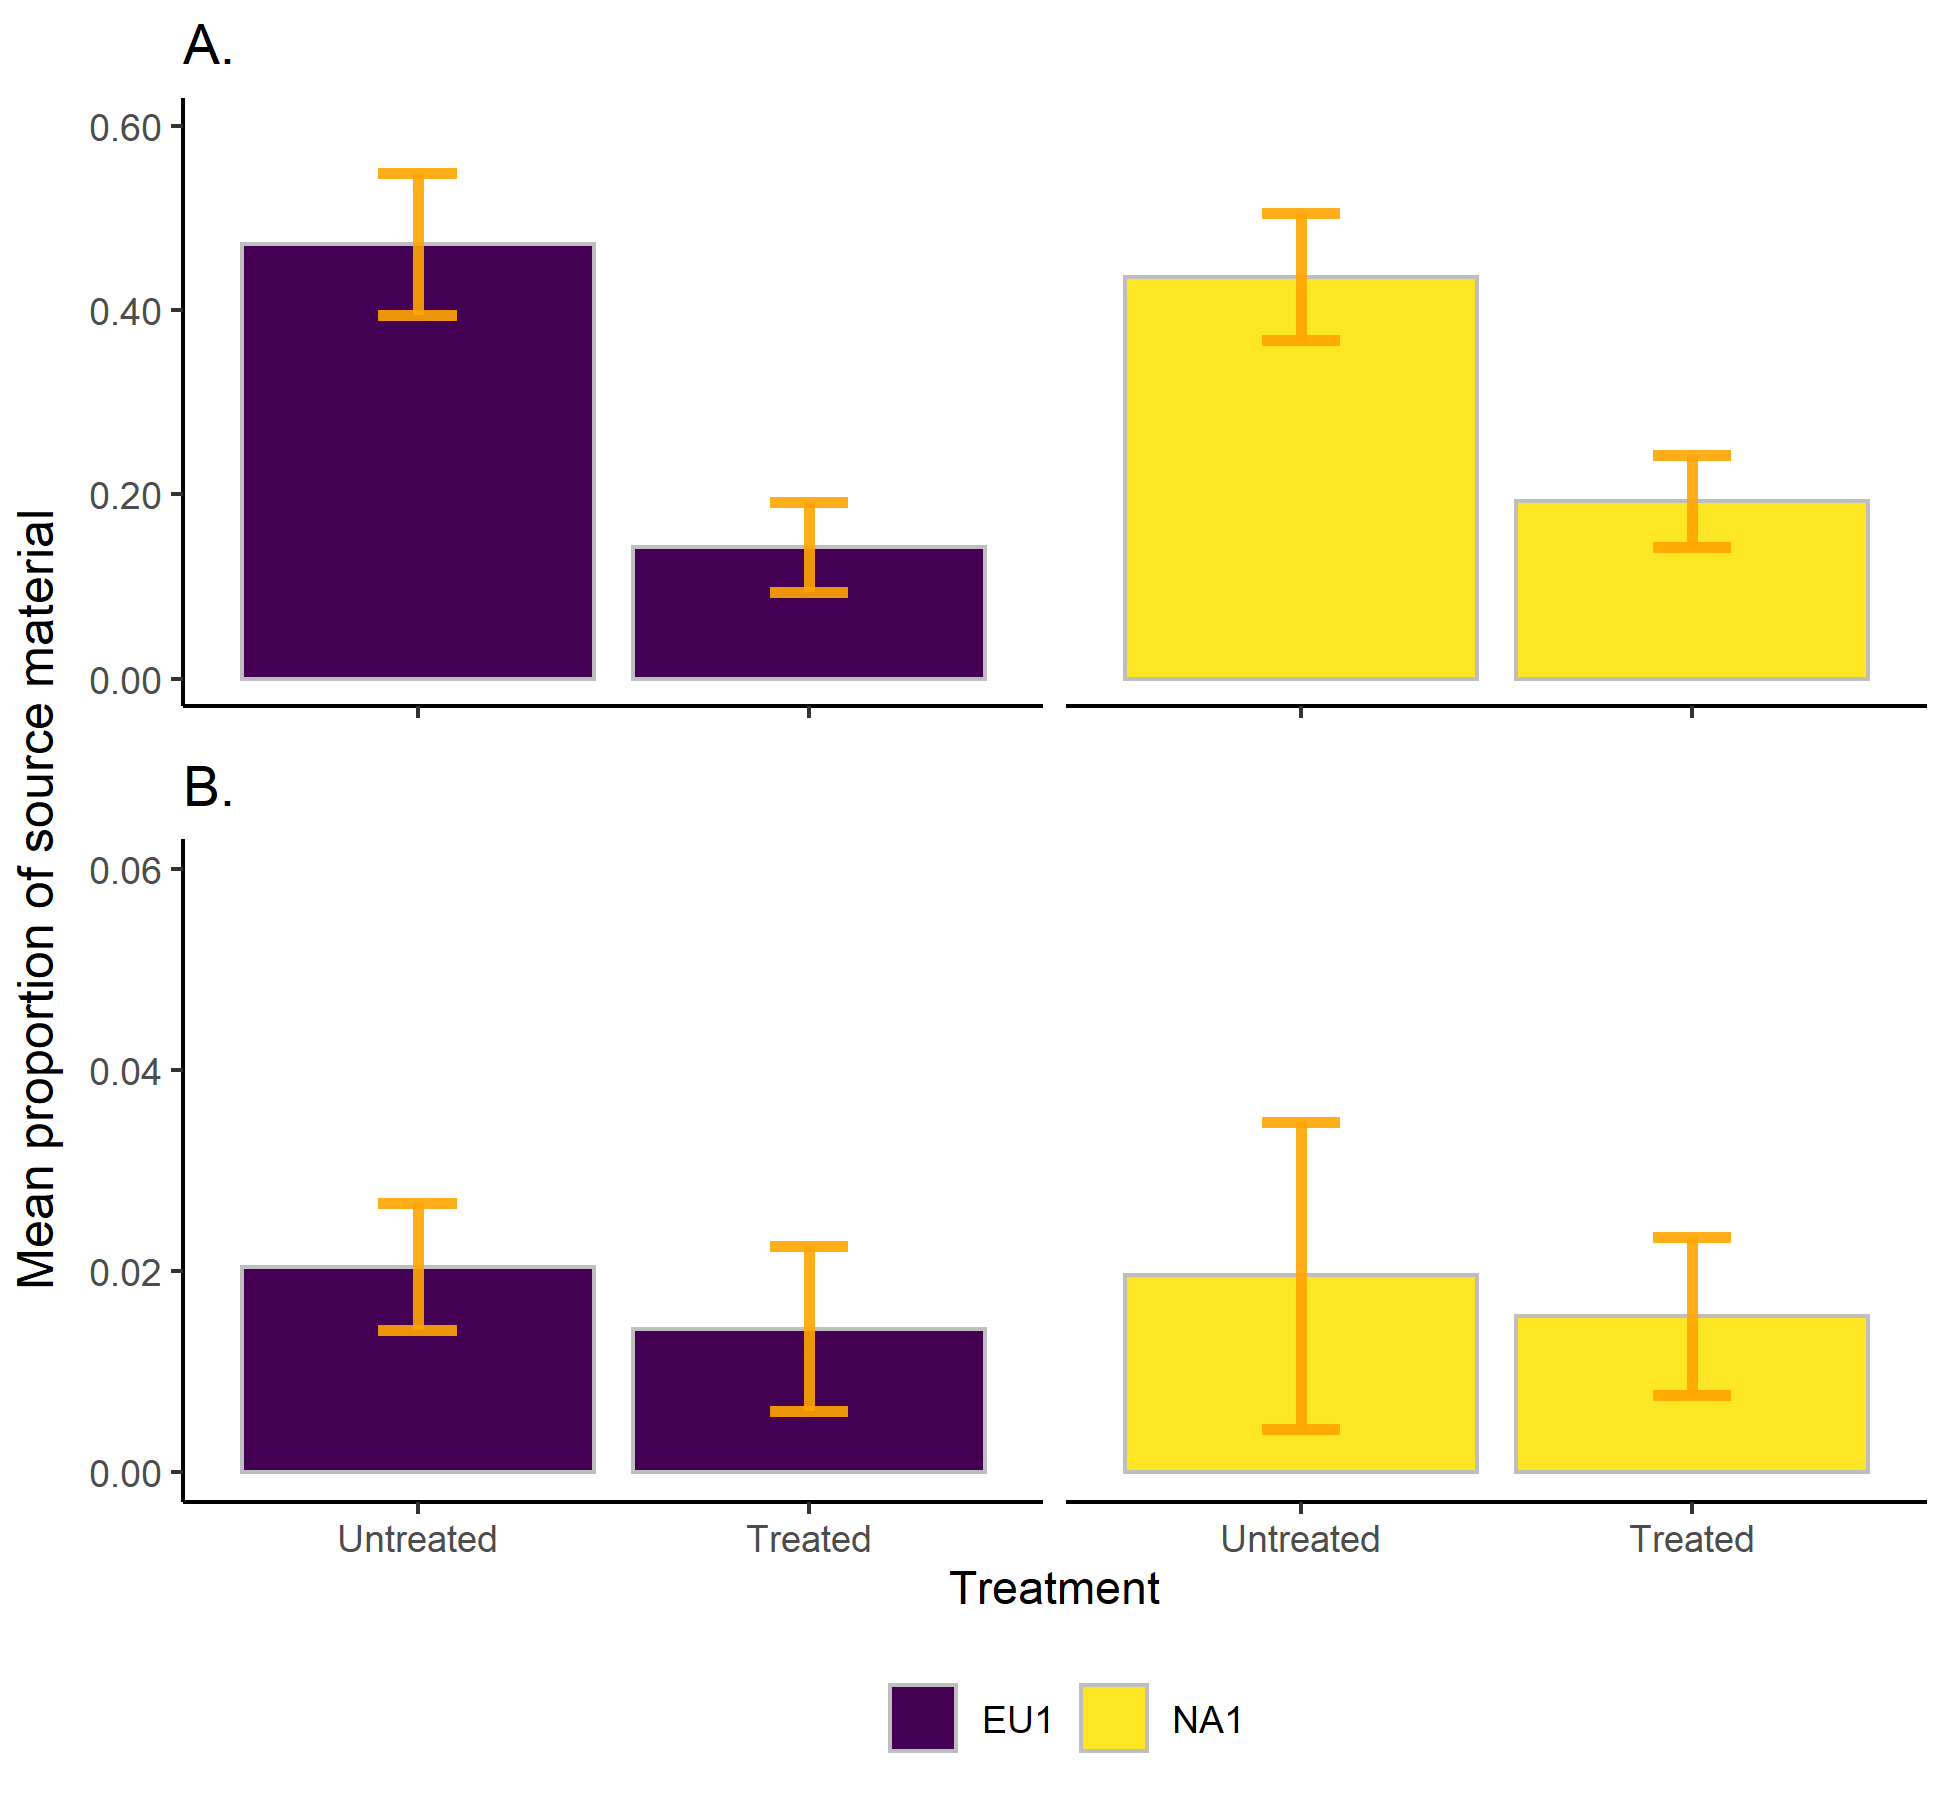 A.
0.60
0.40
0.20
0.00
Mean proportion of source material
B.
0.06
0.04
0.02
0.00
Untreated Treated Untreated Treated
Treatment
EU1 NA1